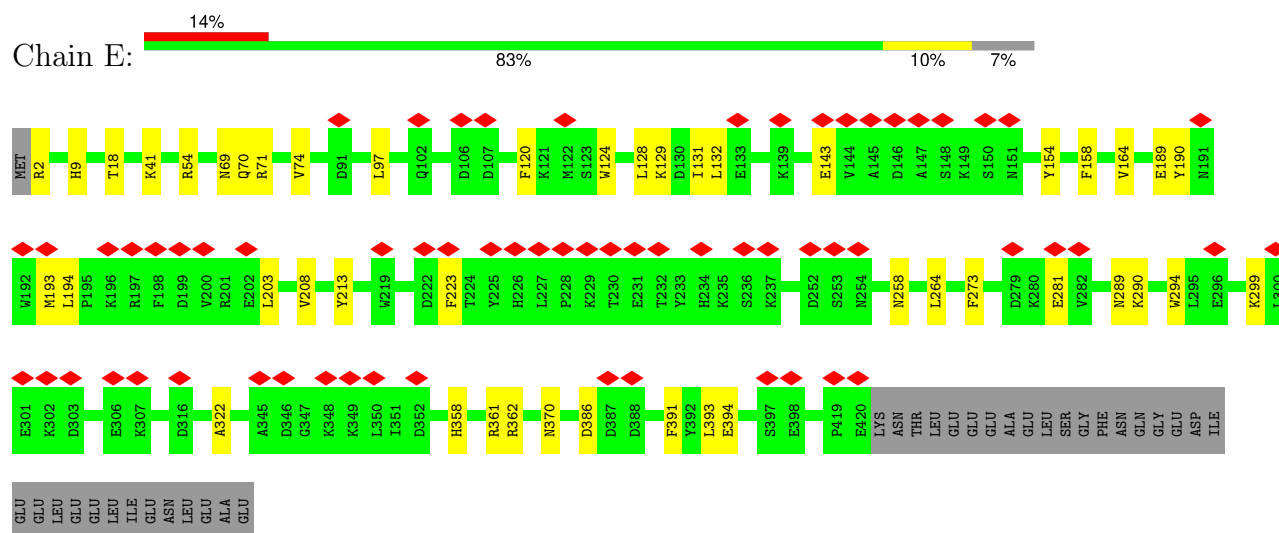 14%
Chain E:
83% 10% 7%
MET R2 H9 T18 K41 R54 N69 Q70 R71 V74 D91 L97 Q102 D106 D107 F120 K121 M122 S123 W124 L128 K129 D130 I131 L132 E133 K139 E143 V144 A145 D146 A147 S148 K149 S150 N151 Y154 F158 V164 E189 Y190 N191
W192 M193 L194 P195 K196 R197 F198 D199 V200 R201 E202 L203 V208 Y213 W219 D222 F223 T224 Y225 H226 L227 P228 K229 T230 E231 T232 Y233 H234 K235 S236 K237 D252 S253 N254 N258 L264 F273 D279 K280 E281 V282 N289 K290 W294 L295 E296 K299 L300
E301 K302 D303 E306 K307 D316 A322 A345 D346 G347 K348 K349 L350 I351 D352 H358 R361 R362 N370 D386 D387 D388 F391 Y392 L393 E394 S397 E398 P419 E420 LYS ASN THR LEU GLU GLU GLU ALA GLU LEU SER GLY PHE ASN GLN GLY GLU ASP ILE
GLU GLU LEU GLU GLU LEU ILE GLU ASN LEU GLU ALA GLU